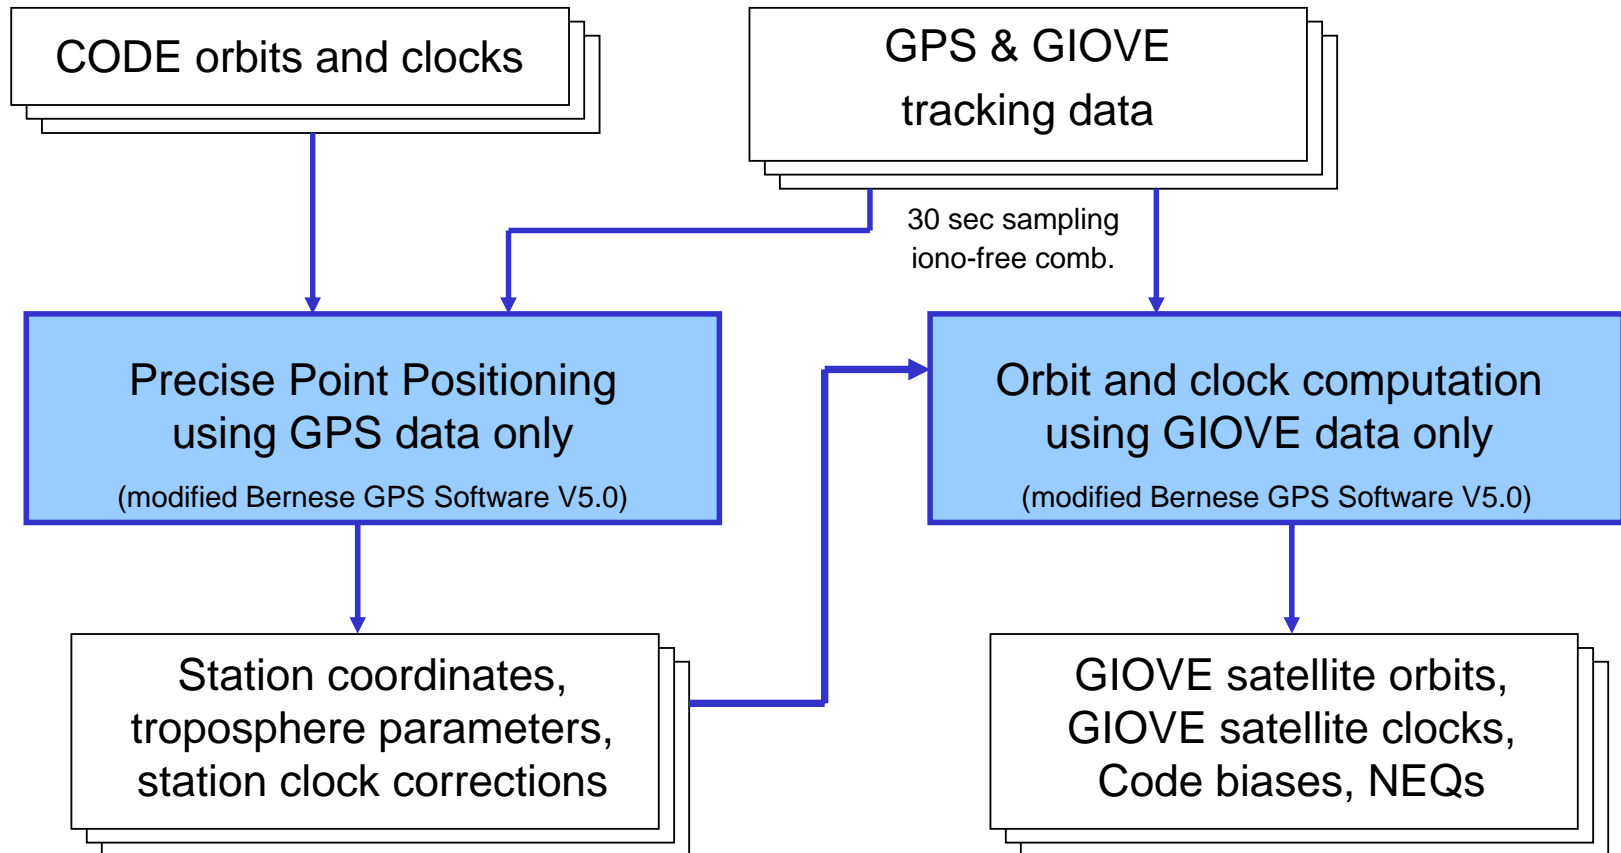 CODE orbits and clocks
GPS & GIOVE
tracking data
30 sec sampling
iono-free comb.
Precise Point Positioning
using GPS data only
(modified Bernese GPS Software V5.0)
Orbit and clock computation
using GIOVE data only
(modified Bernese GPS Software V5.0)
Station coordinates,
troposphere parameters,
station clock corrections
GIOVE satellite orbits,
GIOVE satellite clocks,
Code biases, NEQs